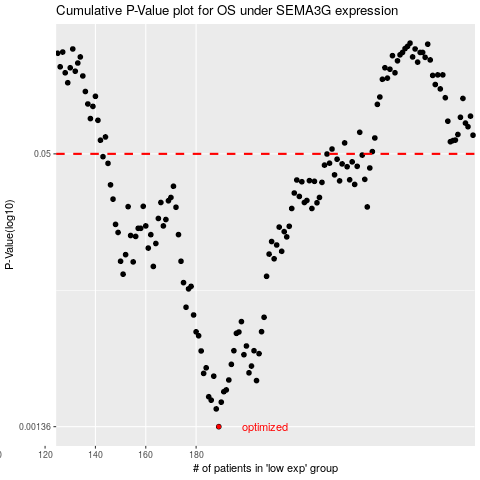 Cumulative P-Value plot for OS under SEMA3G expression
P-Value(log10)
0.05
0.00136
optimized
0 120 140 160 180
# of patients in 'low exp' group